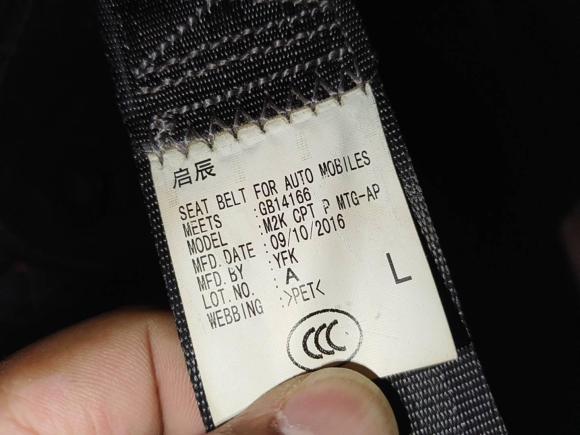 启辰
SEAT BELT FOR AUTO MOBILES
MEETS :GB14166
MODEL :M2K CPT P MTG-AP
MFD. DATE :09/10/2016
MFD. BY :YFK
LOT. NO. : A
WEBBING :>PET<
L
CCC